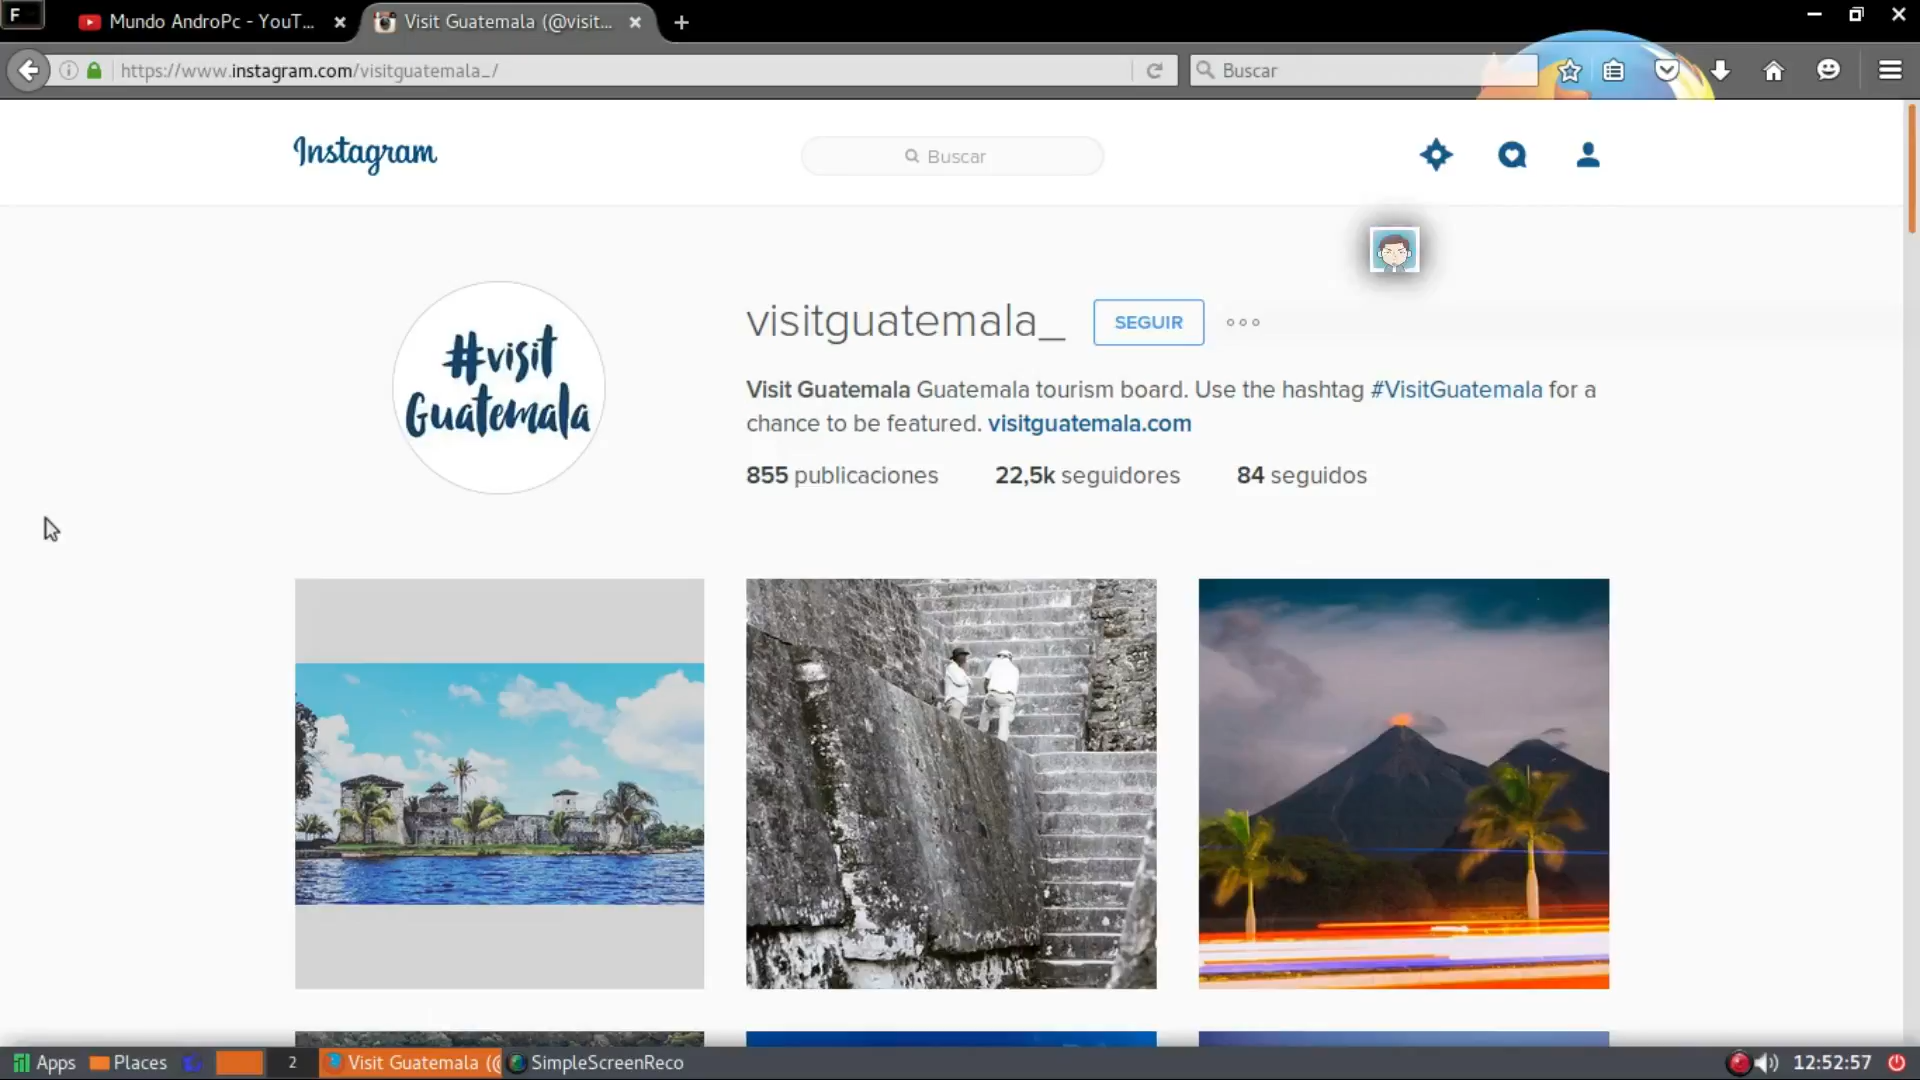 F
Mundo AndroPc - YouT...
Visit Guatemala (@visit...
https://www.instagram.com/visitguatemala_/
Buscar
Instagram
Buscar
#visit
Guatemala
visitguatemala_
SEGUIR
Visit Guatemala Guatemala tourism board. Use the hashtag #VisitGuatemala for a
chance to be featured. visitguatemala.com
855 publicaciones
22,5k seguidores
84 seguidos
Apps
Places
2
Visit Guatemala (@
SimpleScreenReco
12:52:57